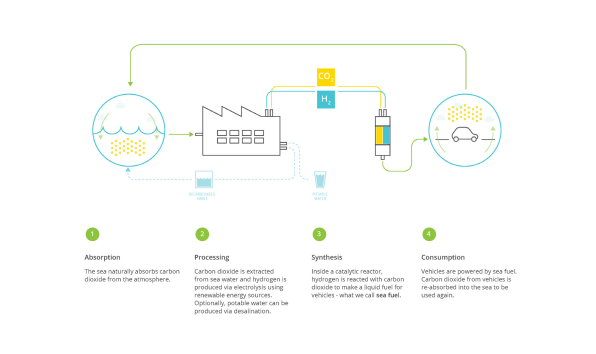 CO2
H2
POTABLE
WATER
1
2
3
4
Absorption
Processing
Synthesis
Consumption
The sea naturally absorbs carbon
dioxide from the atmosphere.
Carbon dioxide is extracted
from sea water and hydrogen is
produced via electrolysis using
renewable energy sources.
Optionally, potable water can be
produced via desalination.
Inside a catalytic reactor,
hydrogen is reacted with carbon
dioxide to make a liquid fuel for
vehicles - what we call sea fuel.
Vehicles are powered by sea fuel.
Carbon dioxide from vehicles is
re-absorbed into the sea to be
used again.